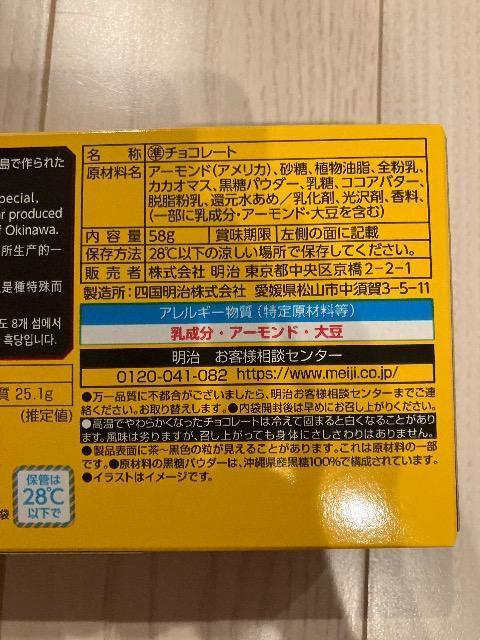 島で作られた
pecial,
ar produced
f Okinawa.
所生产的一
是種特殊而
도 8개 섬에서
흑당입니다.
質 25.1g
(推定値)
保管は
28℃
以下で
袋
名 称 ㊜チョコレート
原材料名 アーモンド(アメリカ)、砂糖、植物油脂、全粉乳、
カカオマス、黒糖パウダー、乳糖、ココアバター、
脱脂粉乳、還元水あめ/乳化剤、光沢剤、香料、
(一部に乳成分・アーモンド・大豆を含む)
内 容 量 58g 賞味期限 左側の面に記載
保存方法 28℃以下の涼しい場所で保存してください。
販 売 者 株式会社 明治 東京都中央区京橋2-2-1
製造所:四国明治株式会社 愛媛県松山市中須賀3-5-11
アレルギー物質(特定原材料等)
乳成分・アーモンド・大豆
明治 お客様相談センター
0120-041-082 https://www.meiji.co.jp/
●万一品質に不都合がございましたら、明治お客様相談センターまでご連
絡ください。お取り替えします。●内袋開封後は早めにお召し上がりください。
●高温でやわらかくなったチョコレートは冷えて固まると白くなることがあり
ます。風味は劣りますが、召し上がっても身体にさしさわりはありません。
●製品表面に茶～黒色の粒が見えることがあります。これは原材料の一部
です。●原材料の黒糖パウダーは、沖縄県産黒糖100%で構成されています。
●イラストはイメージです。